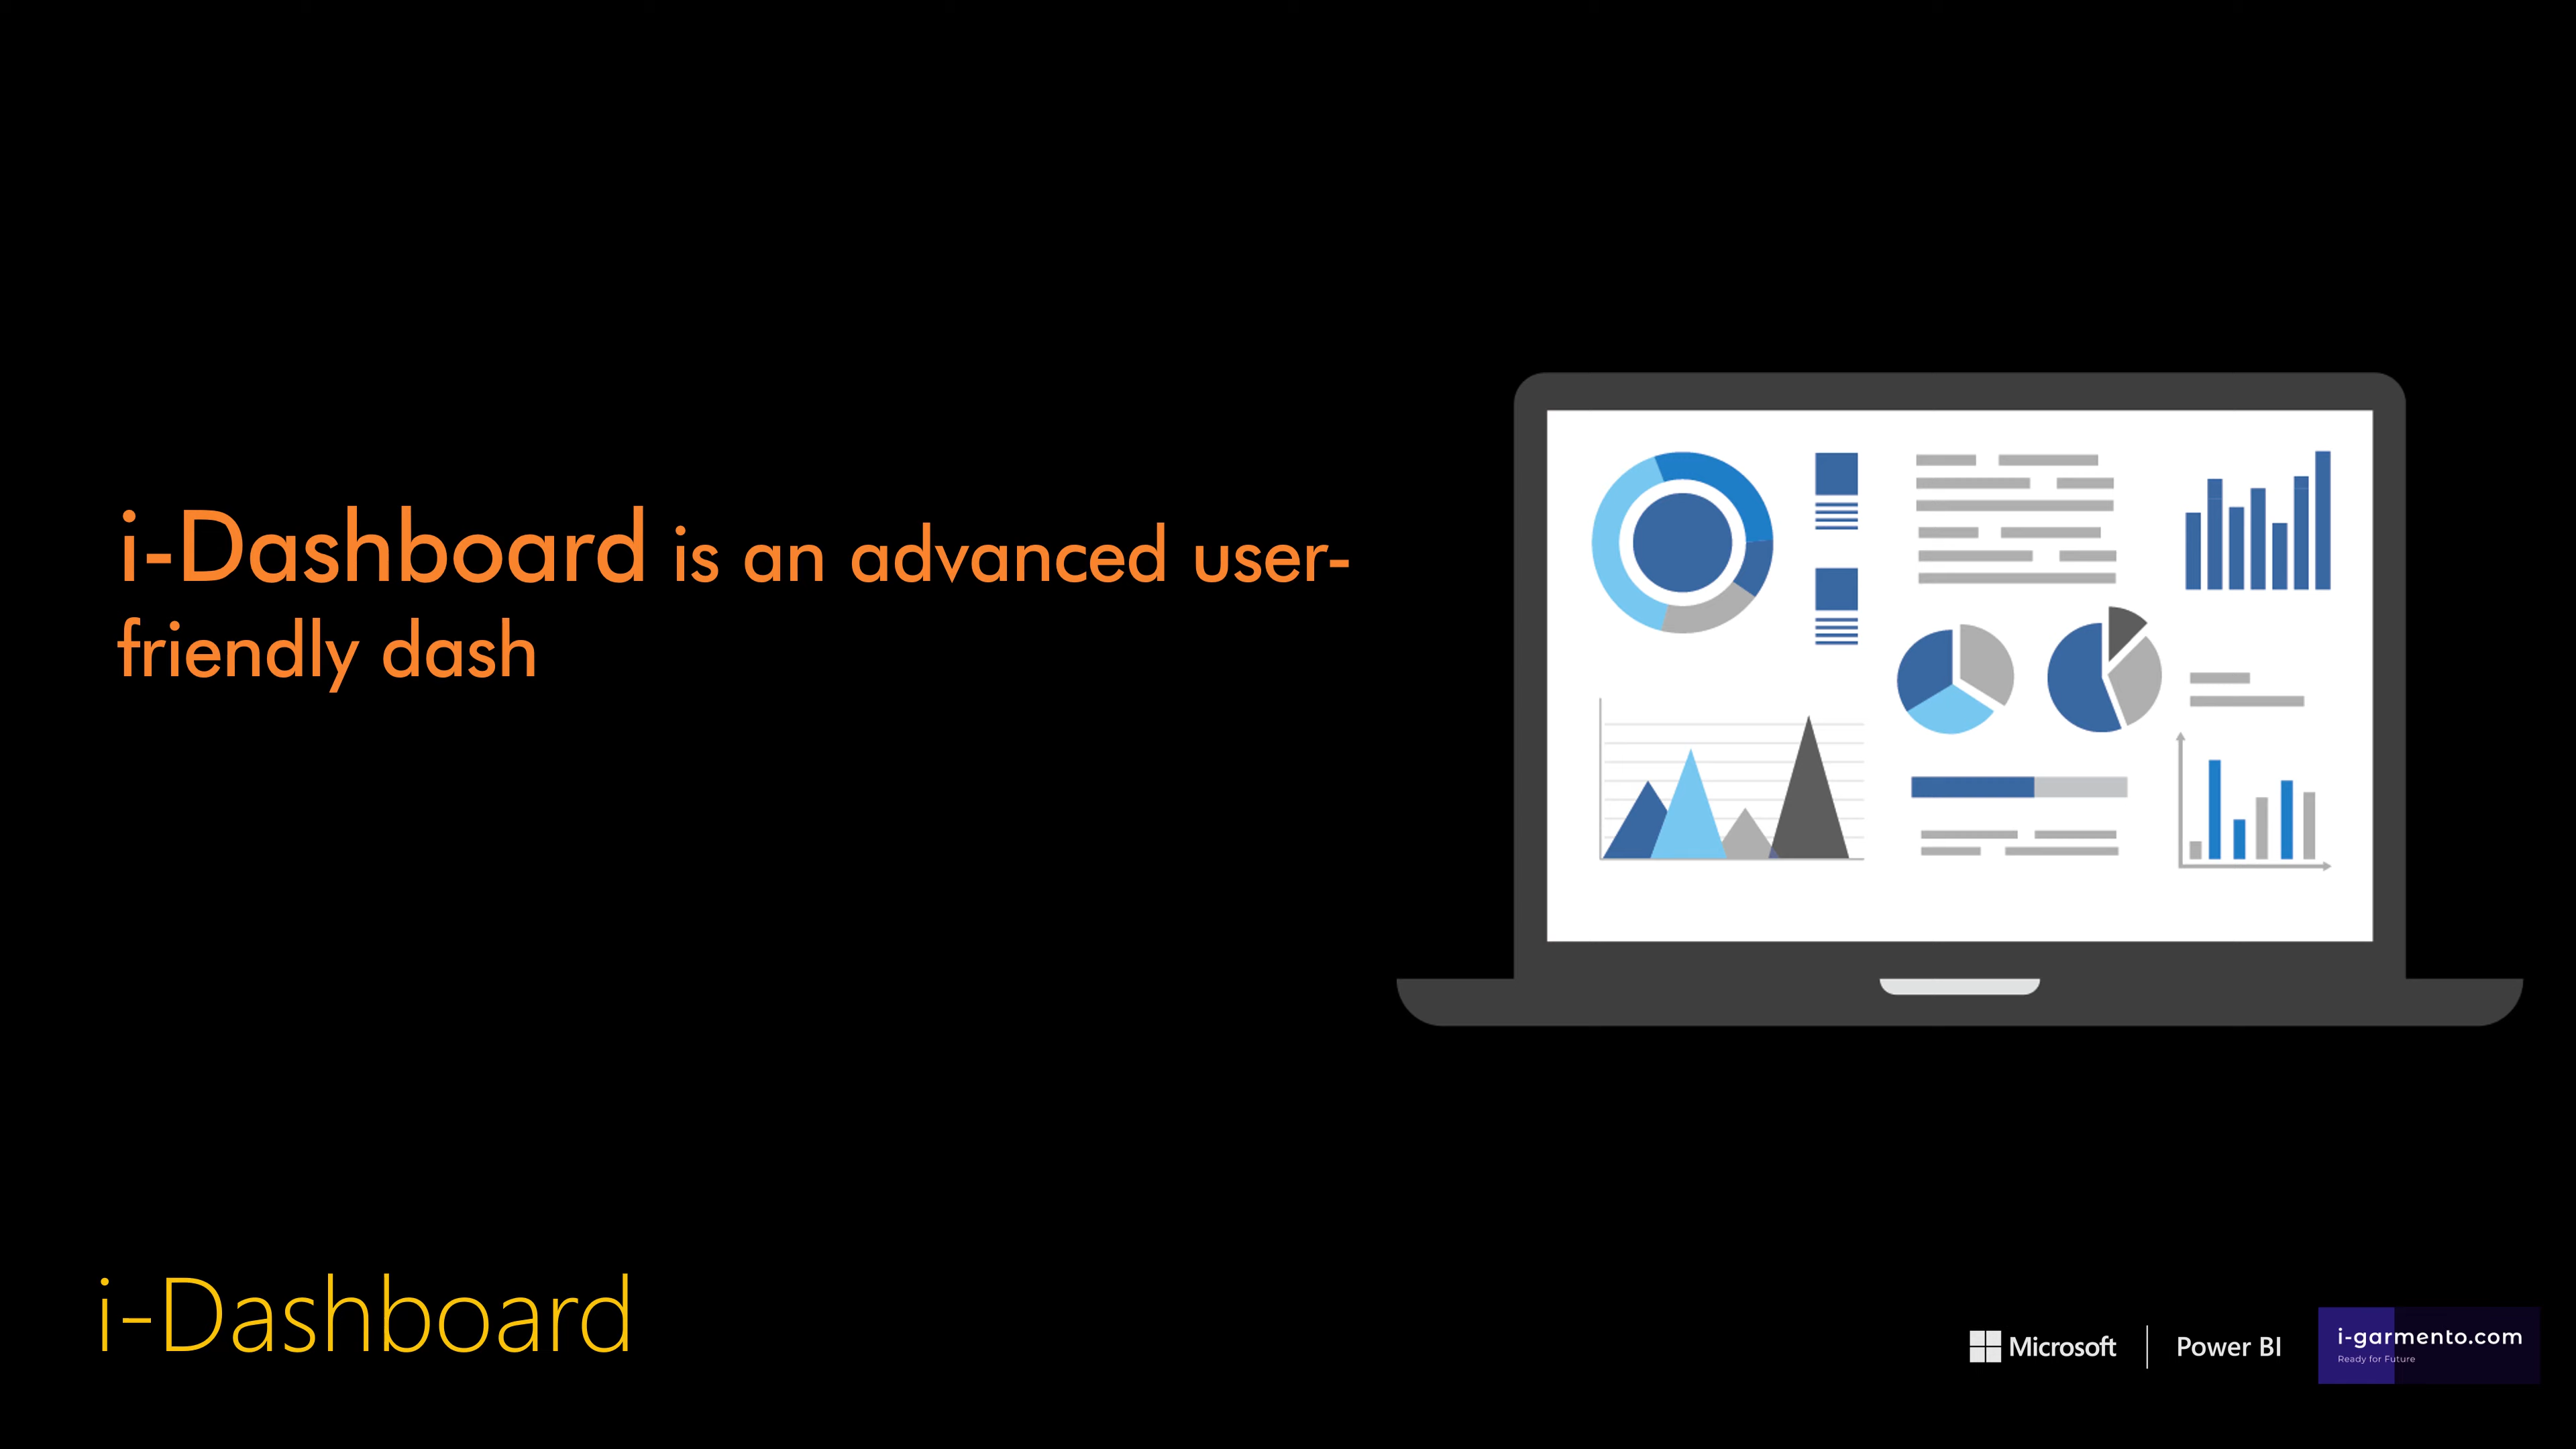 i-Dashboard is an advanced user-
friendly dash
i-Dashboard
Microsoft | Power BI
i-garmento.com
Ready for Future